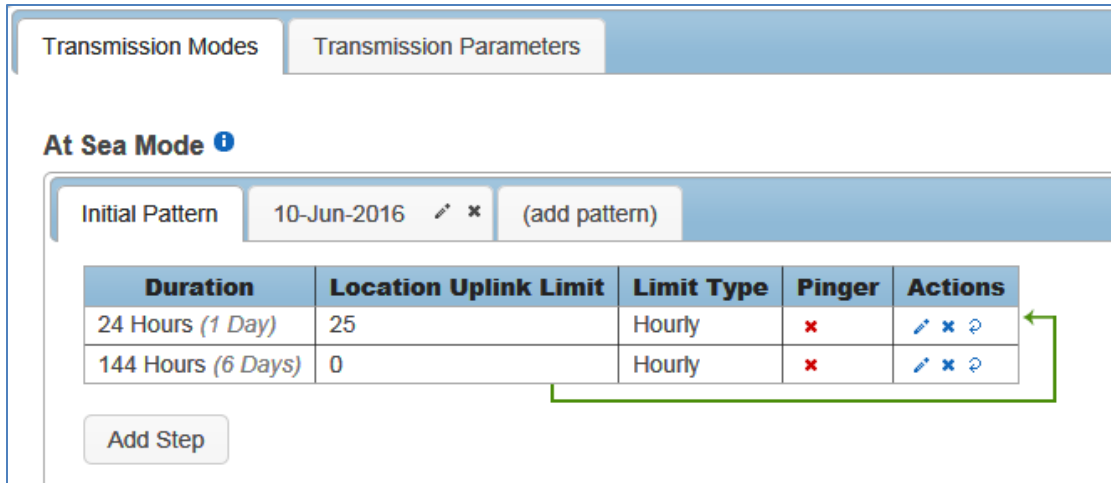 Transmission Modes Transmission Parameters
At Sea Mode
Initial Pattern 10-Jun-2016 (add pattern)
Duration Location Uplink Limit Limit Type Pinger Actions
24 Hours (1 Day) 25 Hourly
144 Hours (6 Days) 0 Hourly
Add Step